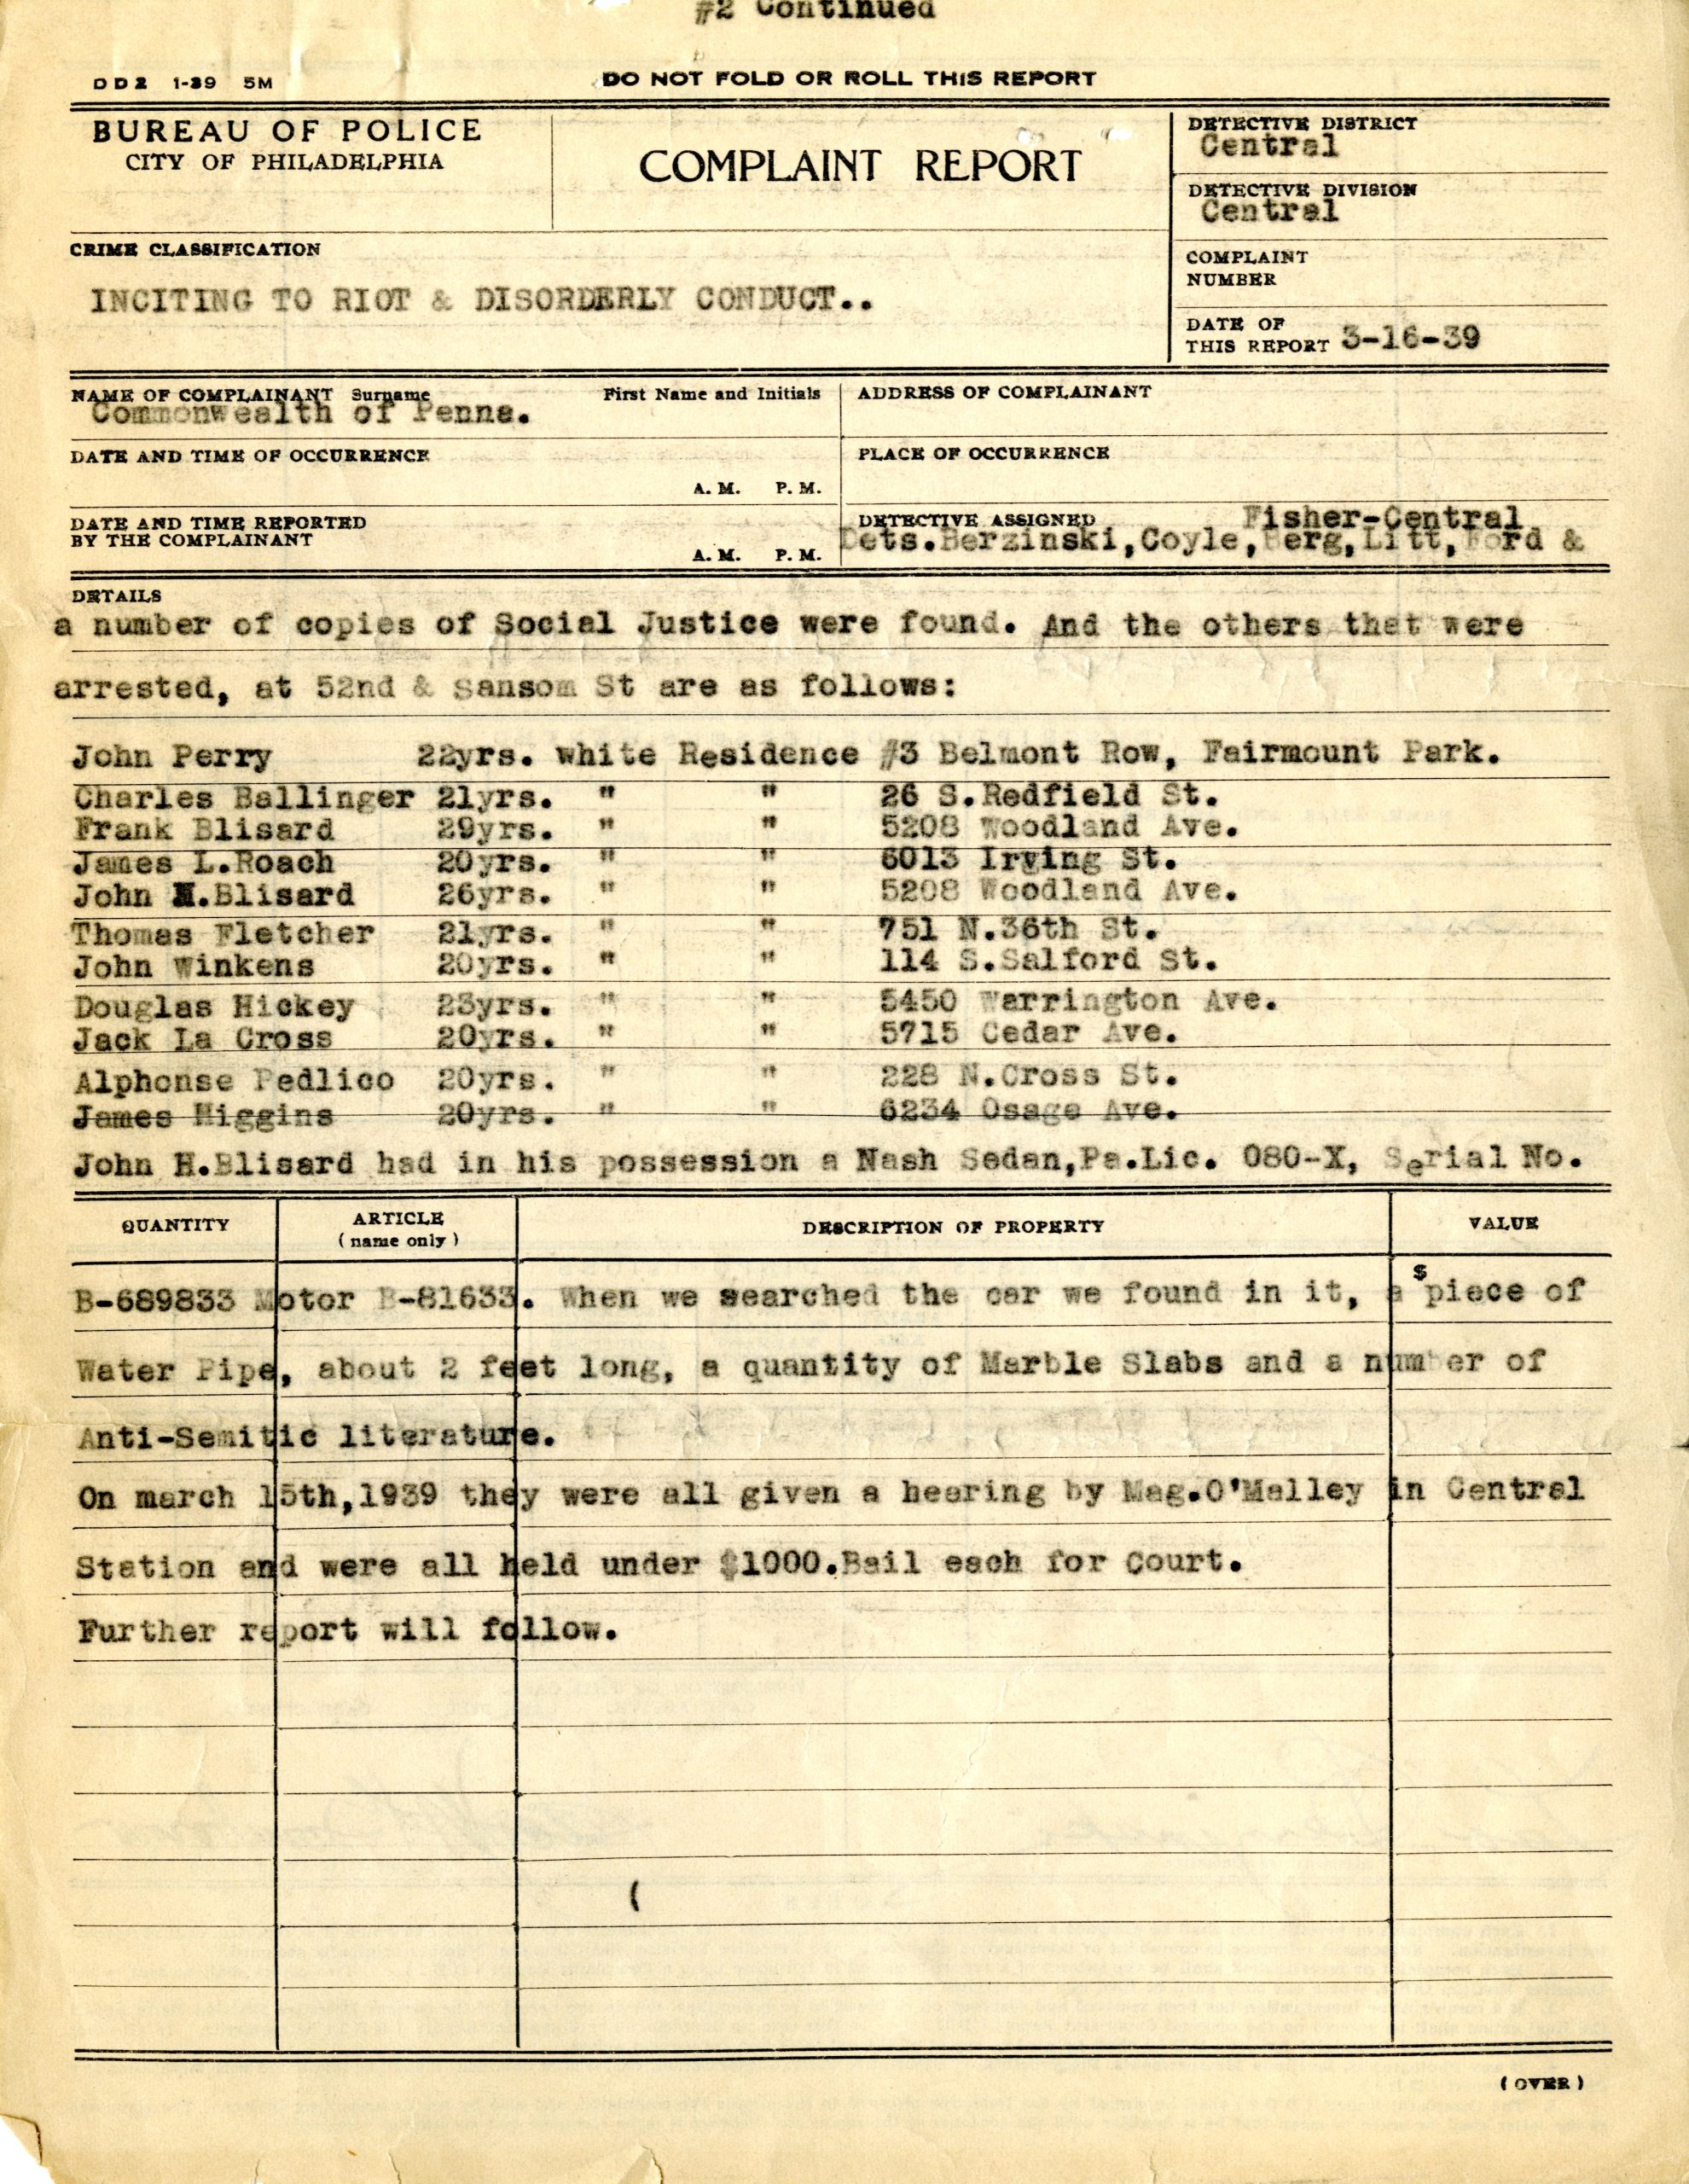 #2 Continued
DD2 1-39 5M
DO NOT FOLD OR ROLL THIS REPORT
BUREAU OF POLICE
CITY OF PHILADELPHIA
COMPLAINT REPORT
DETECTIVE DISTRICT
Central
DETECTIVE DIVISION
Central
CRIME CLASSIFICATION
INCITING TO RIOT & DISORDERLY CONDUCT..
COMPLAINT
NUMBER
DATE OF
THIS REPORT 3-16-39
NAME OF COMPLAINANT Surname First Name and Initials
Commonwealth of Penna.
ADDRESS OF COMPLAINANT
DATE AND TIME OF OCCURRENCE
A. M. P. M.
PLACE OF OCCURRENCE
DATE AND TIME REPORTED
BY THE COMPLAINANT
A. M. P. M.
DETECTIVE ASSIGNED Fisher-Central
Dets.Berzinski,Coyle,Berg,Litt,Ford &
DETAILS
a number of copies of Social Justice were found. And the others that were
arrested, at 52nd & Sansom St are as follows:
John Perry 22yrs. white Residence #3 Belmont Row, Fairmount Park.
Charles Ballinger 21yrs. " " 26 S.Redfield St.
Frank Blisard 29yrs. " " 5208 Woodland Ave.
James L.Roach 20yrs. " " 6013 Irving St.
John H.Blisard 26yrs. " " 5208 Woodland Ave.
Thomas Fletcher 21yrs. " " 751 N.36th St.
John Winkens 20yrs. " " 114 S.Salford St.
Douglas Hickey 23yrs. " " 5450 Warrington Ave.
Jack La Cross 20yrs. " " 5715 Cedar Ave.
Alphonse Pedlico 20yrs. " " 228 N.Cross St.
James Higgins 20yrs. " " 6234 Osage Ave.
John H.Blisard had in his possession a Nash Sedan,Pa.Lic. 080-X, Serial No.
QUANTITY
ARTICLE
(name only)
DESCRIPTION OF PROPERTY
VALUE
$
B-689833 Motor B-81633. When we searched the car we found in it, a piece of
Water Pipe, about 2 feet long, a quantity of Marble Slabs and a number of
Anti-Semitic literature.
On march 15th,1939 they were all given a hearing by Mag.O'Malley in Central
Station and were all held under $1000.Bail each for Court.
Further report will follow.
(OVER)